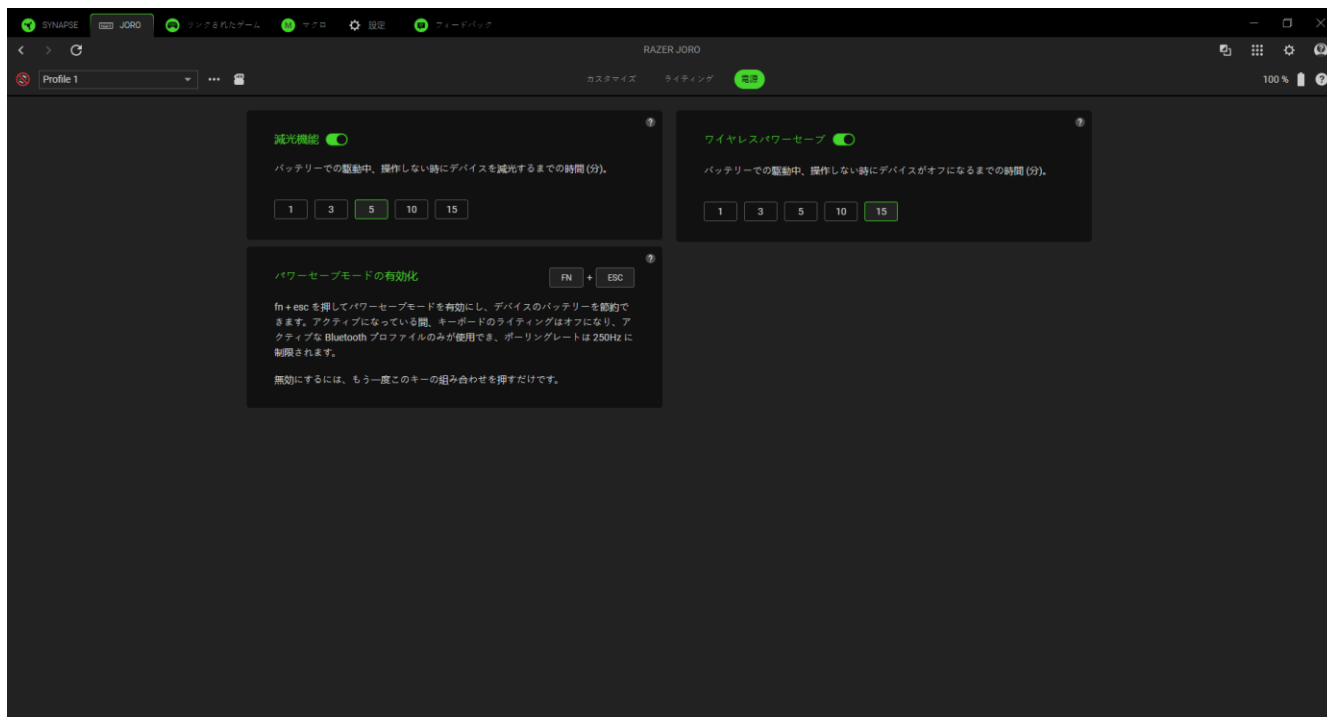 SYNAPSE JORO リンクされたゲーム マクロ 設定 フィードバック
RAZER JORO
Profile 1 カスタマイズ ライティング 電源 100 %
減光機能
バッテリーでの駆動中、操作しない時にデバイスを減光するまでの時間 (分)。
1 3 5 10 15
ワイヤレスパワーセーブ
バッテリーでの駆動中、操作しない時にデバイスがオフになるまでの時間 (分)。
1 3 5 10 15
パワーセーブモードの有効化 FN + ESC
fn + esc を押してパワーセーブモードを有効にし、デバイスのバッテリーを節約で
きます。アクティブになっている間、キーボードのライティングはオフになり、ア
クティブな Bluetooth プロファイルのみが使用でき、ポーリングレートは 250Hz に
制限されます。
無効にするには、もう一度このキーの組み合わせを押すだけです。